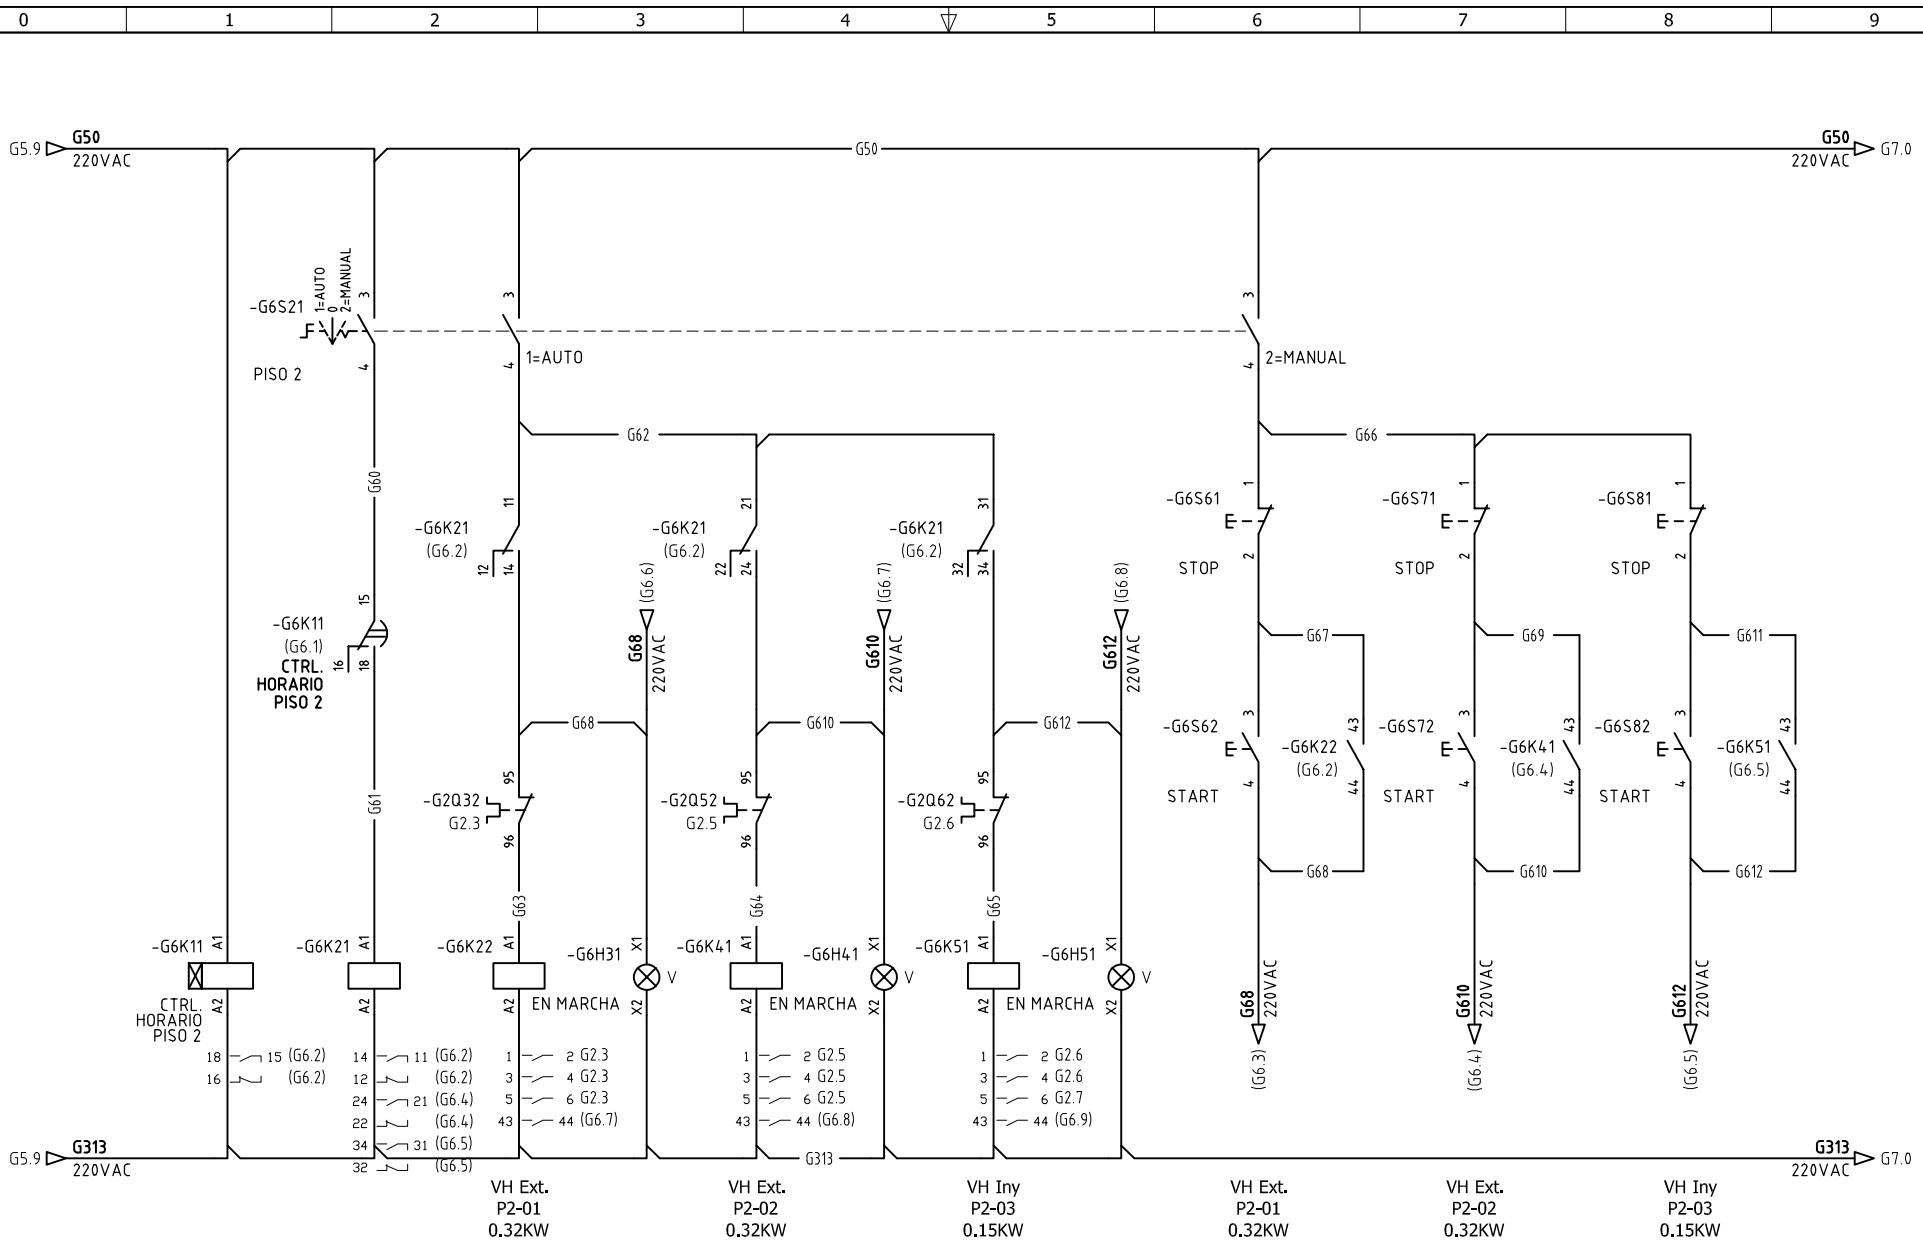 0 1 2 3 4 5 6 7 8 9
G5.9 G50 220VAC
G50
G50 220VAC G7.0
-G6S21
1=AUTO
0
2=MANUAL
PISO 2
3 4
3 4
1=AUTO
3 4
2=MANUAL
G60
G62
G66
-G6K21 (G6.2) 11 12 14
-G6K21 (G6.2) 21 22 24
-G6K21 (G6.2) 31 32 34
-G6S61 1 2 STOP
-G6S71 1 2 STOP
-G6S81 1 2 STOP
-G6K11 (G6.1) 15 16 18
CTRL.
HORARIO
PISO 2
(G6.6) G68 220VAC
(G6.7) G610 220VAC
(G6.8) G612 220VAC
G67
G69
G611
G68
G610
G612
-G6S62 3 4 START
-G6K22 (G6.2) 43 44
-G6S72 3 4 START
-G6K41 (G6.4) 43 44
-G6S82 3 4 START
-G6K51 (G6.5) 43 44
G61
-G2Q32 G2.3 95 96
-G2Q52 G2.5 95 96
-G2Q62 G2.6 95 96
G68
G610
G612
G63
G64
G65
-G6K11 A1 A2
CTRL.
HORARIO
PISO 2
-G6K21 A1 A2
-G6K22 A1 A2
-G6H31 X1 X2 V
EN MARCHA
-G6K41 A1 A2
-G6H41 X1 X2 V
EN MARCHA
-G6K51 A1 A2
-G6H51 X1 X2 V
EN MARCHA
G68 220VAC (G6.3)
G610 220VAC (G6.4)
G612 220VAC (G6.5)
18 15 (G6.2)
16 (G6.2)
14 11 (G6.2)
12 (G6.2)
24 21 (G6.4)
22 (G6.4)
34 31 (G6.5)
32 (G6.5)
1 2 G2.3
3 4 G2.3
5 6 G2.3
43 44 (G6.7)
1 2 G2.5
3 4 G2.5
5 6 G2.5
43 44 (G6.8)
1 2 G2.6
3 4 G2.6
5 6 G2.7
43 44 (G6.9)
G5.9 G313 220VAC
G313
G313 220VAC G7.0
VH Ext.
P2-01
0.32KW
VH Ext.
P2-02
0.32KW
VH Iny
P2-03
0.15KW
VH Ext.
P2-01
0.32KW
VH Ext.
P2-02
0.32KW
VH Iny
P2-03
0.15KW